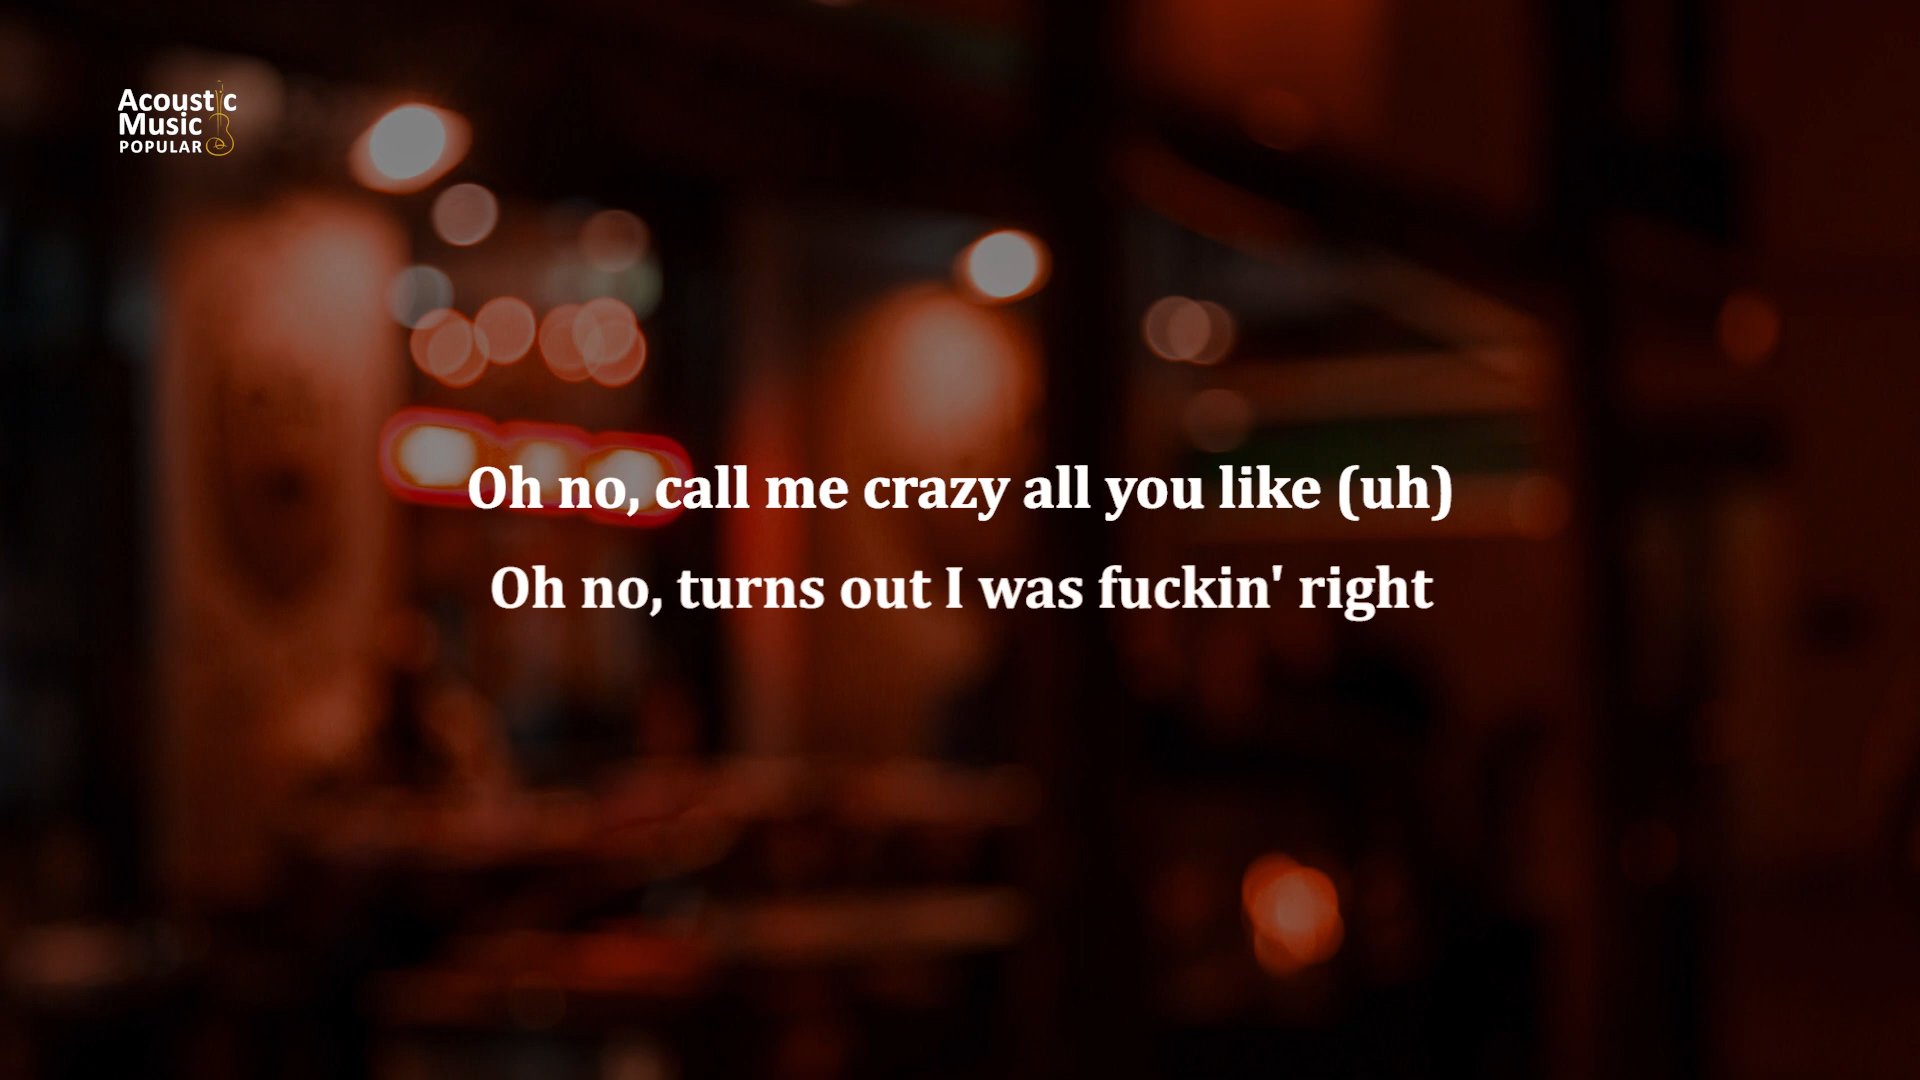 Acoustic
Music
POPULAR
Oh no, call me crazy all you like (uh)
Oh no, turns out I was fuckin' right